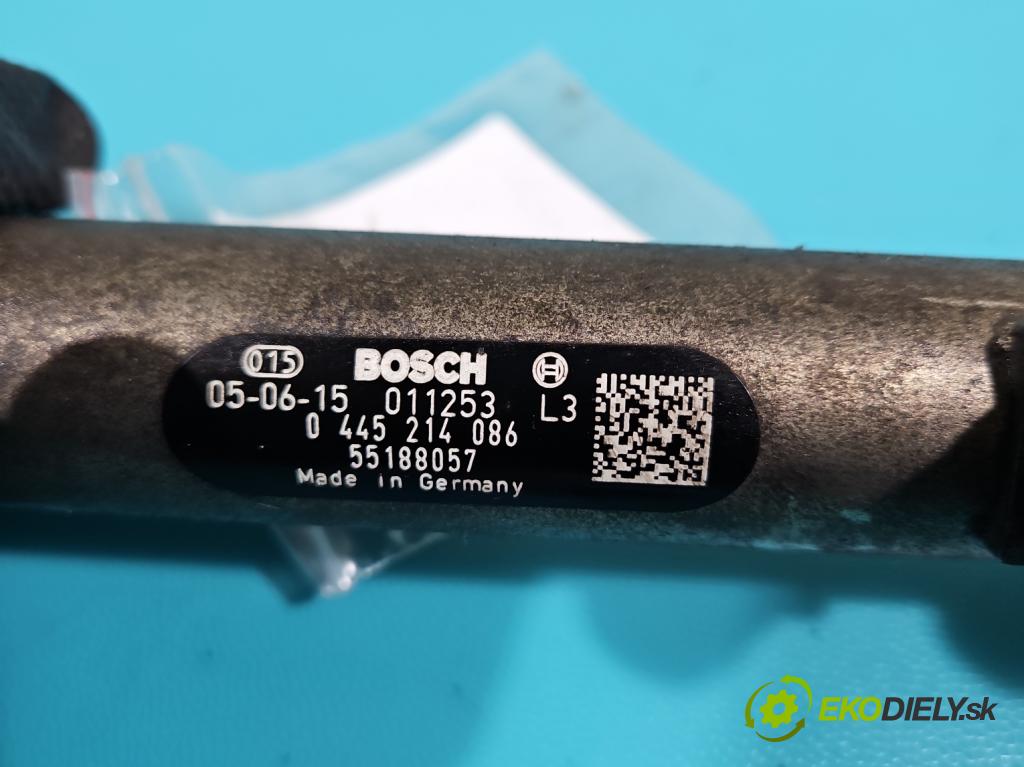 015 BOSCH
05-06-15 011253 L3
0 445 214 086
55188057
Made in Germany
EKODIELY.sk